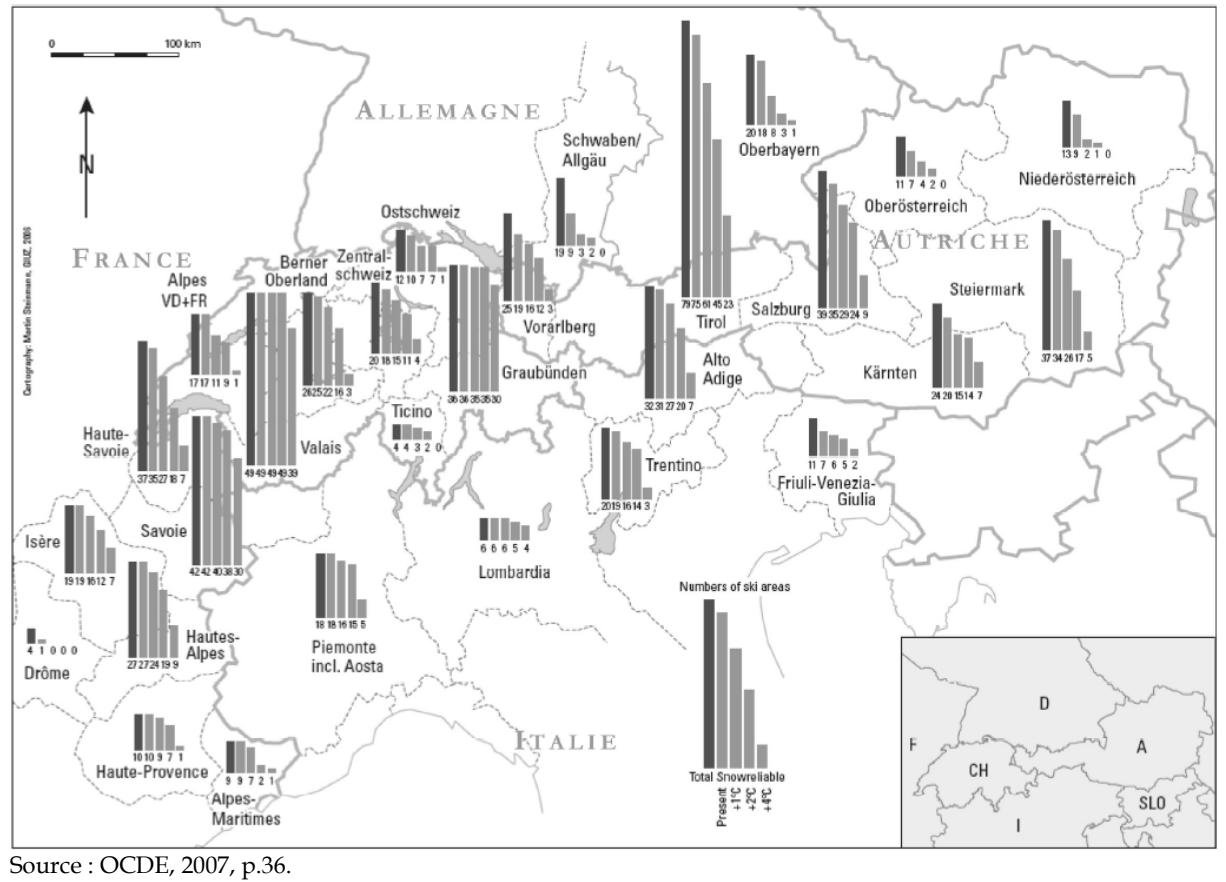 0 100 km
N
Cartography: Martin Steinmann, GIUZ, 2006
ALLEMAGNE
FRANCE
AUTRICHE
ITALIE
Schwaben/
Allgäu
19 9 3 2 0
Oberbayern
20 18 8 3 1
Niederösterreich
13 9 2 1 0
Oberösterreich
11 7 4 2 0
Ostschweiz
12 10 7 7 1
Zentral-
schweiz
20 18 15 11 4
Berner
Oberland
26 25 22 16 3
Alpes
VD+FR
17 17 11 9 1
Vorarlberg
25 19 16 12 3
Tirol
79 75 61 45 23
Salzburg
39 35 29 24 9
Steiermark
37 34 26 17 5
Kärnten
24 20 15 14 7
Graubünden
36 36 35 35 30
Alto
Adige
32 31 27 20 7
Ticino
4 4 3 2 0
Valais
49 49 49 49 39
Haute-
Savoie
37 35 27 18 7
Savoie
42 42 40 38 30
Trentino
20 19 16 14 3
Friuli-Venezia-
Giulia
11 7 6 5 2
Isère
19 19 16 12 7
Lombardia
6 6 6 5 4
Piemonte
incl. Aosta
18 18 16 15 5
Hautes-
Alpes
27 27 24 19 9
Drôme
4 1 0 0 0
Haute-Provence
10 10 9 7 1
Alpes-
Maritimes
9 9 7 2 1
Numbers of ski areas
Total Snowreliable
Present
+1°C
+2°C
+4°C
D
F
A
CH
SLO
I
Source : OCDE, 2007, p.36.